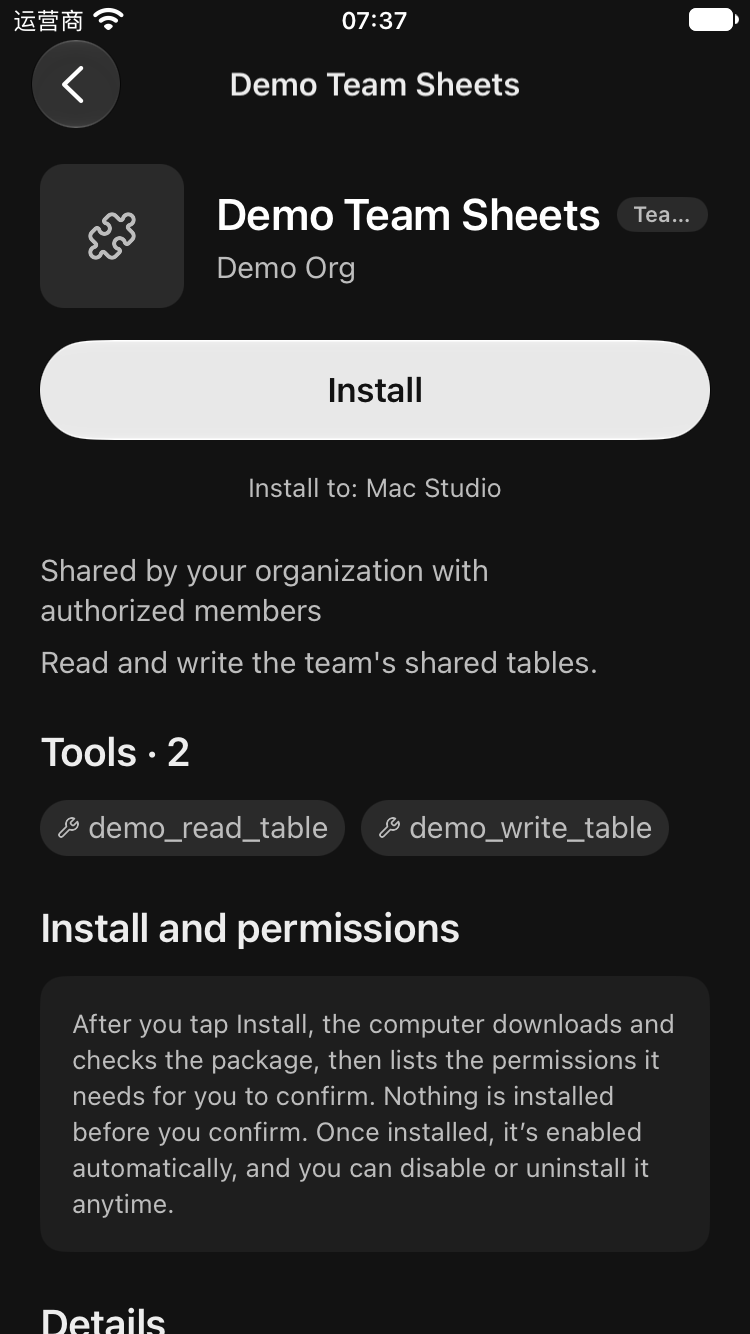 运营商
07:37
Demo Team Sheets
Demo Team Sheets
Tea...
Demo Org
Install
Install to: Mac Studio
Shared by your organization with
authorized members
Read and write the team's shared tables.
Tools · 2
demo_read_table
demo_write_table
Install and permissions
After you tap Install, the computer downloads and
checks the package, then lists the permissions it
needs for you to confirm. Nothing is installed
before you confirm. Once installed, it’s enabled
automatically, and you can disable or uninstall it
anytime.
Details